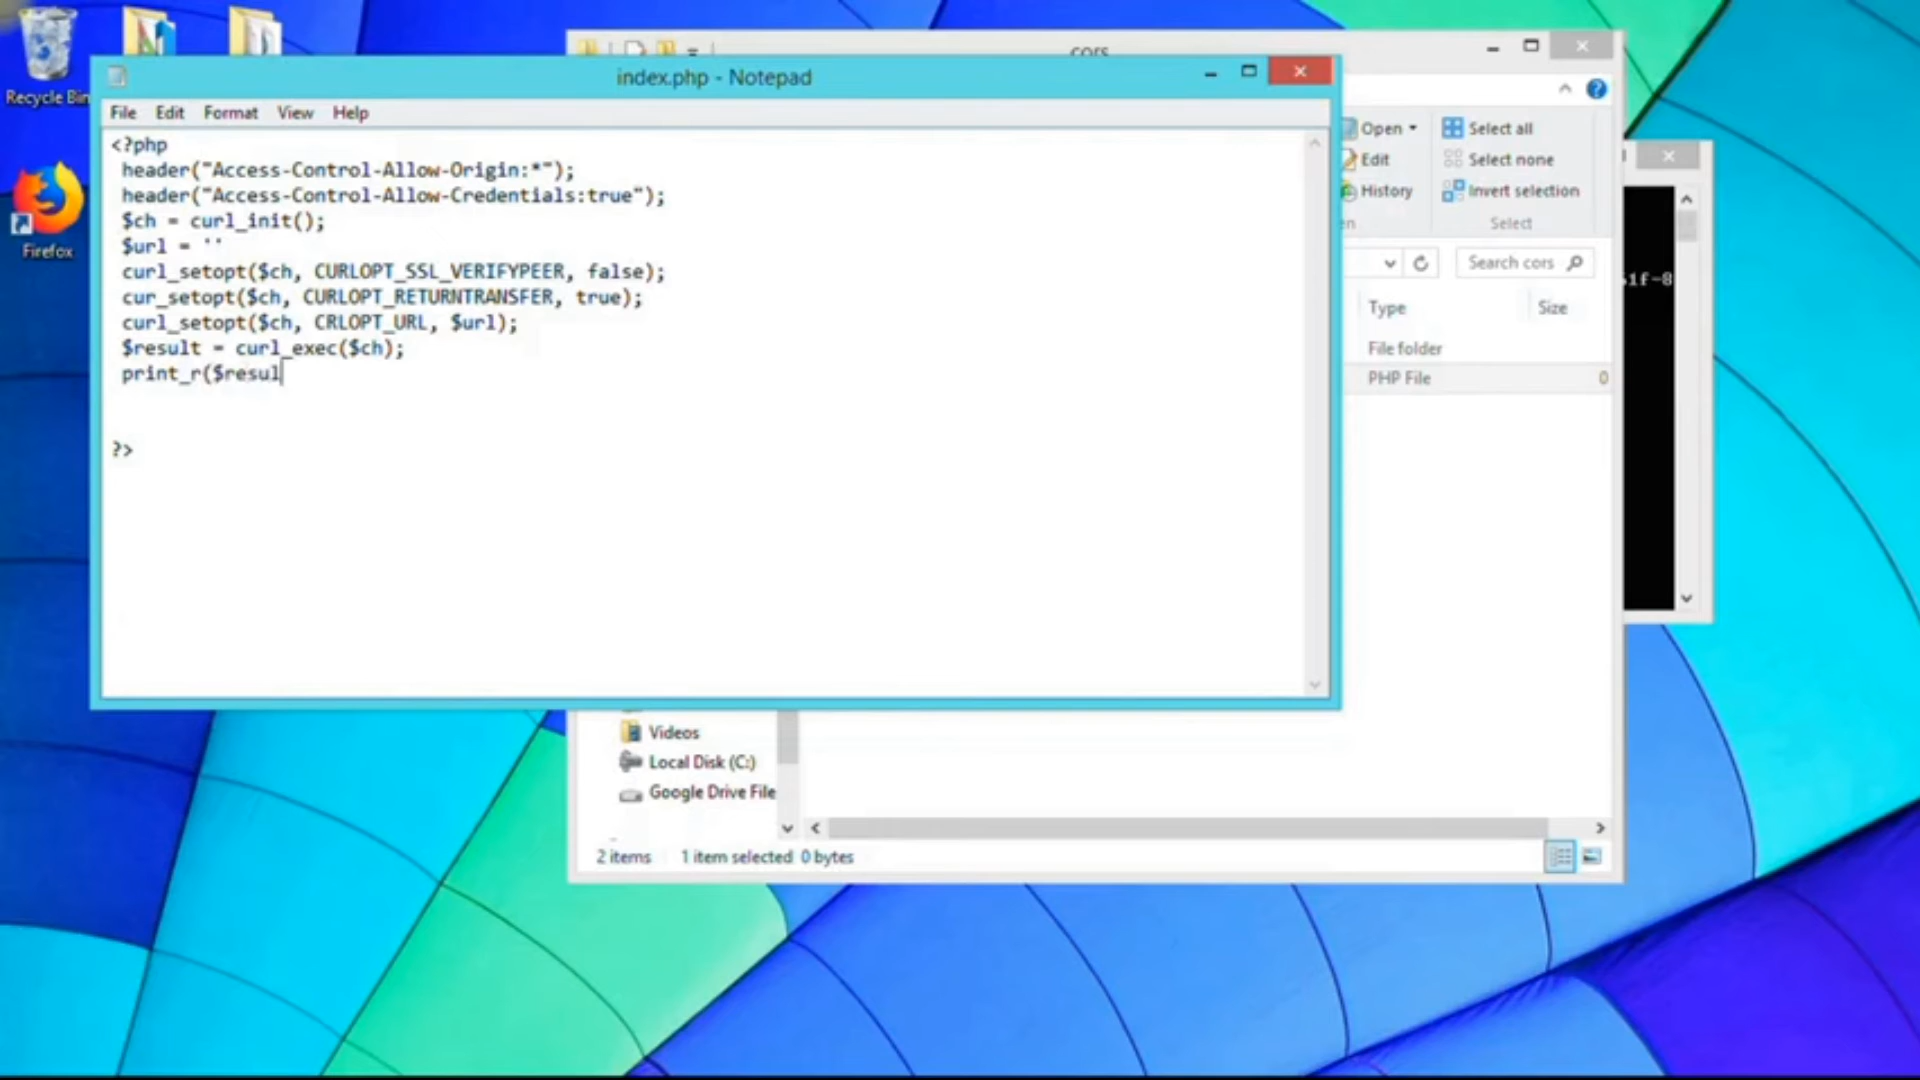 Recycle Bin
Firefox
cors
index.php - Notepad
File Edit Format View Help
<?php
header("Access-Control-Allow-Origin:*");
header("Access-Control-Allow-Credentials:true");
$ch = curl_init();
$url = ''
curl_setopt($ch, CURLOPT_SSL_VERIFYPEER, false);
cur_setopt($ch, CURLOPT_RETURNTRANSFER, true);
curl_setopt($ch, CRLOPT_URL, $url);
$result = curl_exec($ch);
print_r($resul
?>
Open
Select all
Edit
Select none
History
Invert selection
Select
Search cors
Type Size
File folder
PHP File 0
Videos
Local Disk (C:)
Google Drive File
2 items 1 item selected 0 bytes